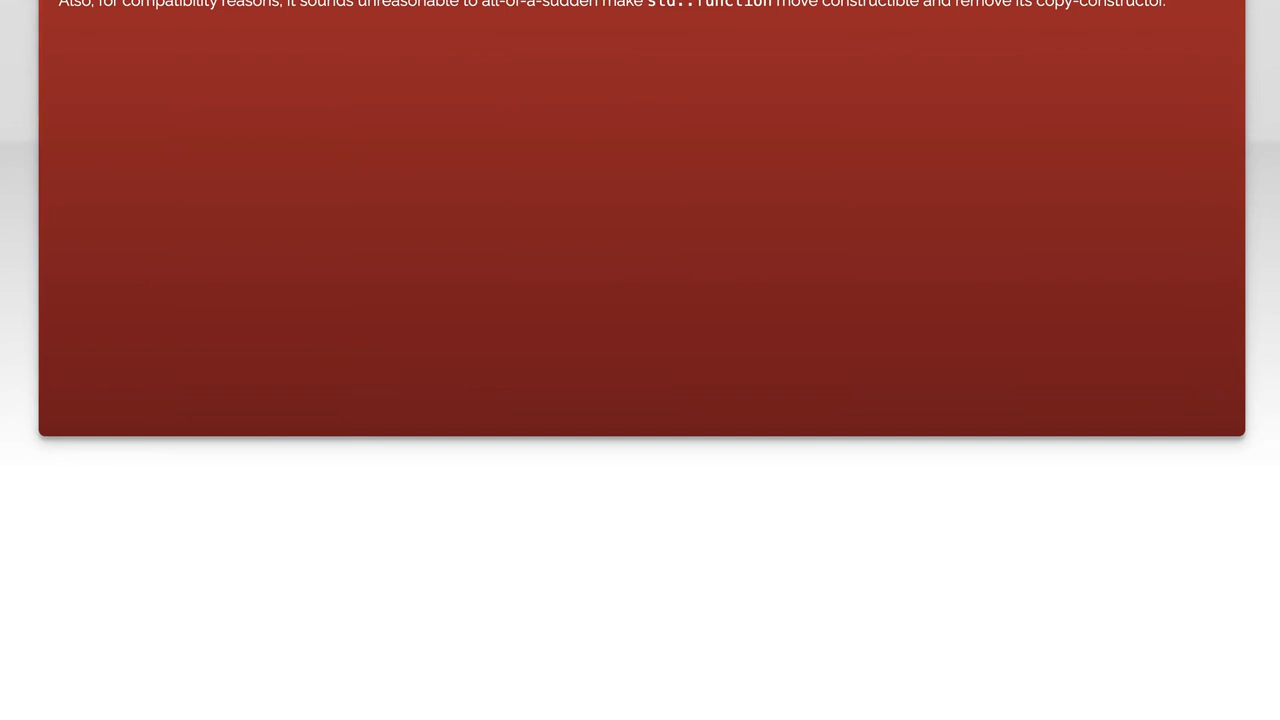 Also, for compatibility reasons, it sounds unreasonable to all-of-a-sudden make std::function move constructible and remove its copy-constructor.